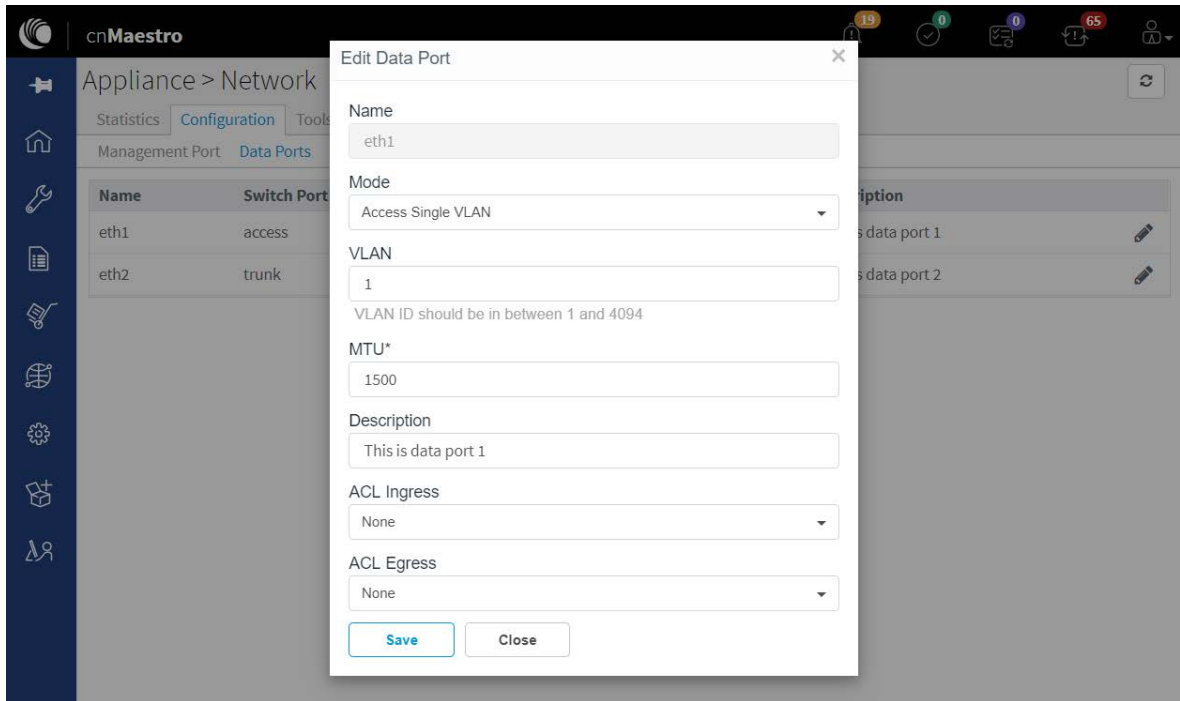 cnMaestro
19
0
0
65
Appliance > Network
Statistics Configuration Tools
Management Port Data Ports
Name Switch Port
eth1 access
s data port 1
eth2 trunk
s data port 2
Edit Data Port
×
Name
eth1
Mode
Access Single VLAN
VLAN
1
VLAN ID should be in between 1 and 4094
MTU*
1500
Description
This is data port 1
ACL Ingress
None
ACL Egress
None
Save Close